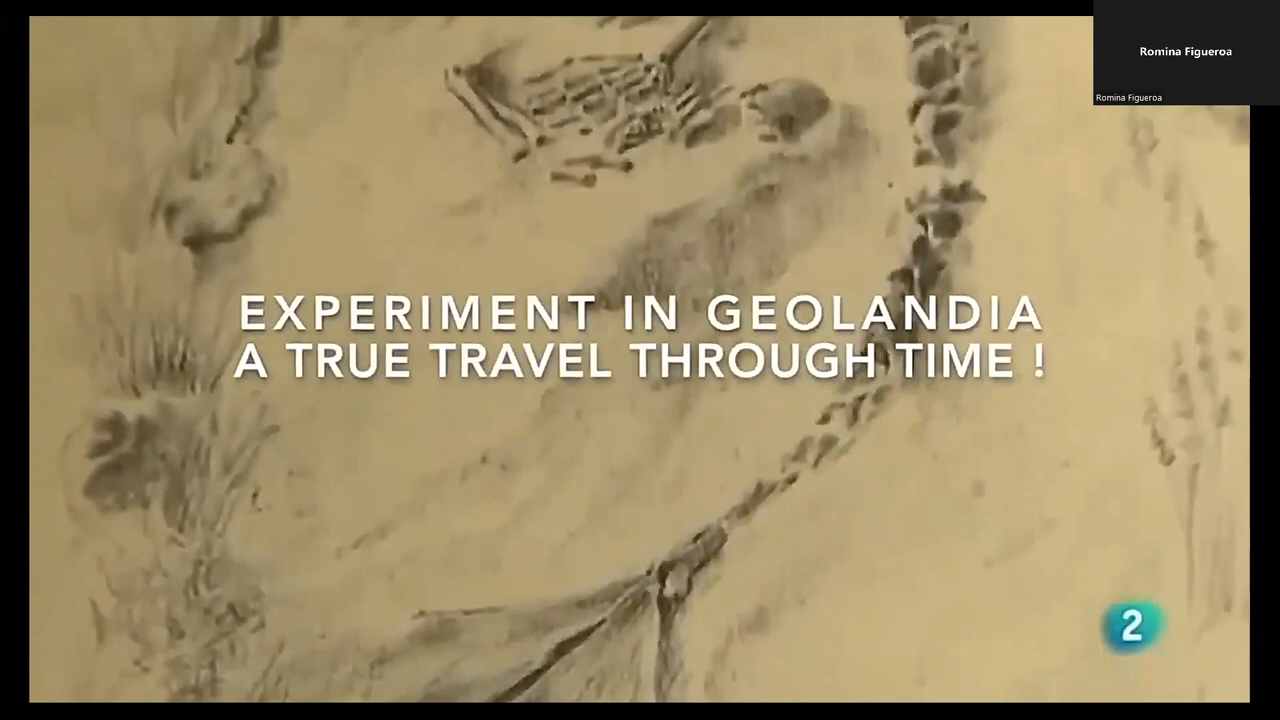 Romina Figueroa
Romina Figueroa
EXPERIMENT IN GEOLANDIA
A TRUE TRAVEL THROUGH TIME !
2